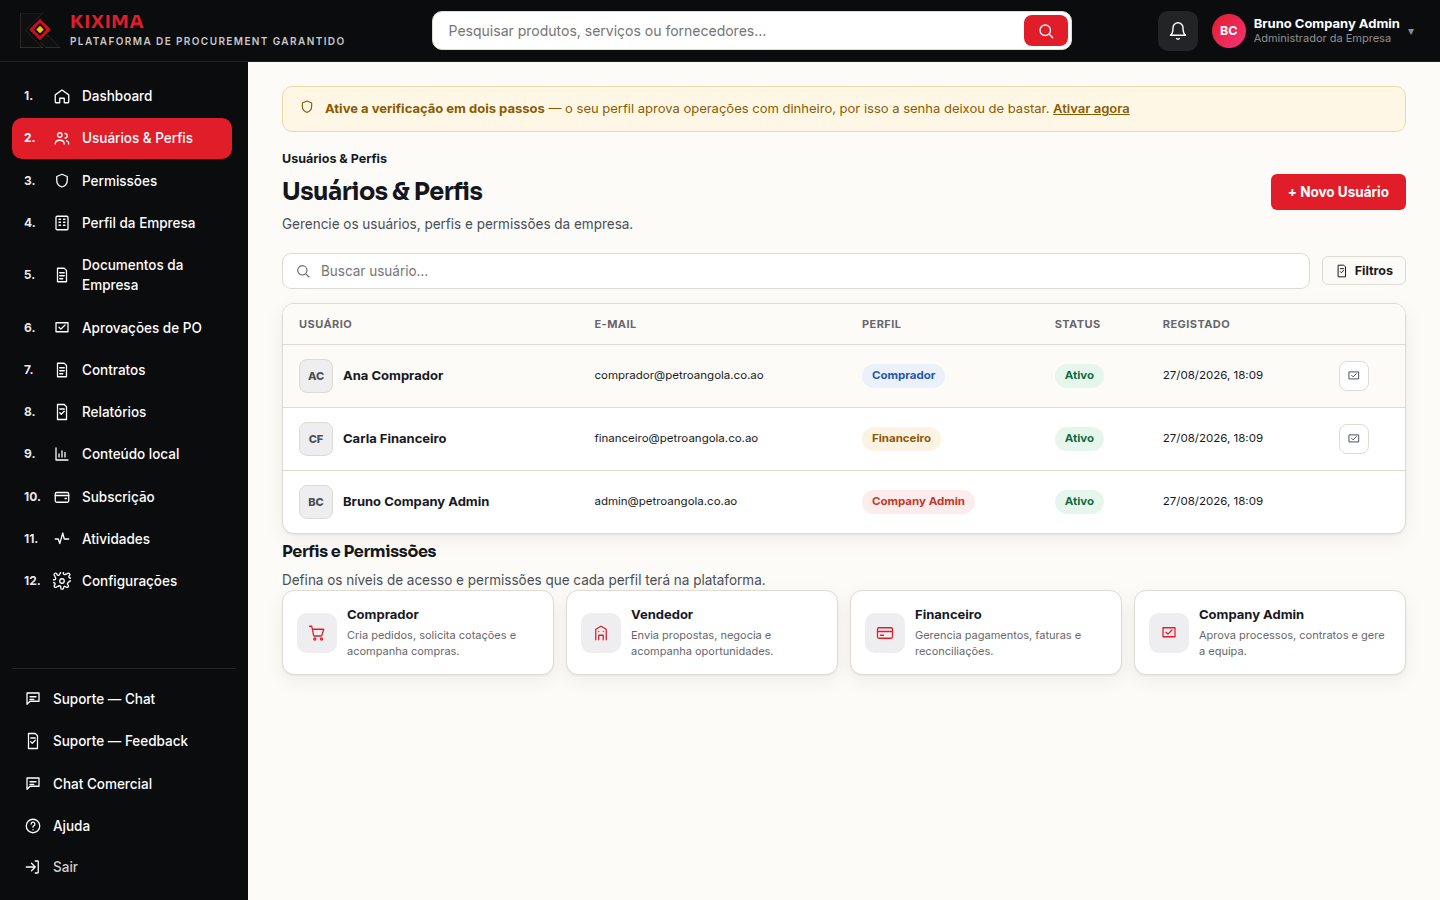 KIXIMA
PLATAFORMA DE PROCUREMENT GARANTIDO
Pesquisar produtos, serviços ou fornecedores...
BC
Bruno Company Admin
Administrador da Empresa
1. Dashboard
2. Usuários & Perfis
3. Permissões
4. Perfil da Empresa
5. Documentos da
Empresa
6. Aprovações de PO
7. Contratos
8. Relatórios
9. Conteúdo local
10. Subscrição
11. Atividades
12. Configurações
Suporte — Chat
Suporte — Feedback
Chat Comercial
Ajuda
Sair
Ative a verificação em dois passos — o seu perfil aprova operações com dinheiro, por isso a senha deixou de bastar. Ativar agora
Usuários & Perfis
Usuários & Perfis
+ Novo Usuário
Gerencie os usuários, perfis e permissões da empresa.
Buscar usuário...
Filtros
USUÁRIO E-MAIL PERFIL STATUS REGISTADO
AC Ana Comprador comprador@petroangola.co.ao Comprador Ativo 27/08/2026, 18:09
CF Carla Financeiro financeiro@petroangola.co.ao Financeiro Ativo 27/08/2026, 18:09
BC Bruno Company Admin admin@petroangola.co.ao Company Admin Ativo 27/08/2026, 18:09
Perfis e Permissões
Defina os níveis de acesso e permissões que cada perfil terá na plataforma.
Comprador
Cria pedidos, solicita cotações e
acompanha compras.
Vendedor
Envia propostas, negocia e
acompanha oportunidades.
Financeiro
Gerencia pagamentos, faturas e
reconciliações.
Company Admin
Aprova processos, contratos e gere
a equipa.